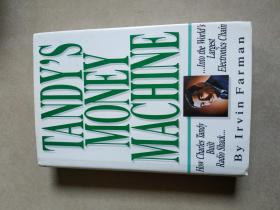 TANDY'S
MONEY
MACHINE
How Charles Tandy
Built
Radio Shack...
...Into the World's
Largest
Electronics Chain
By Irvin Farman